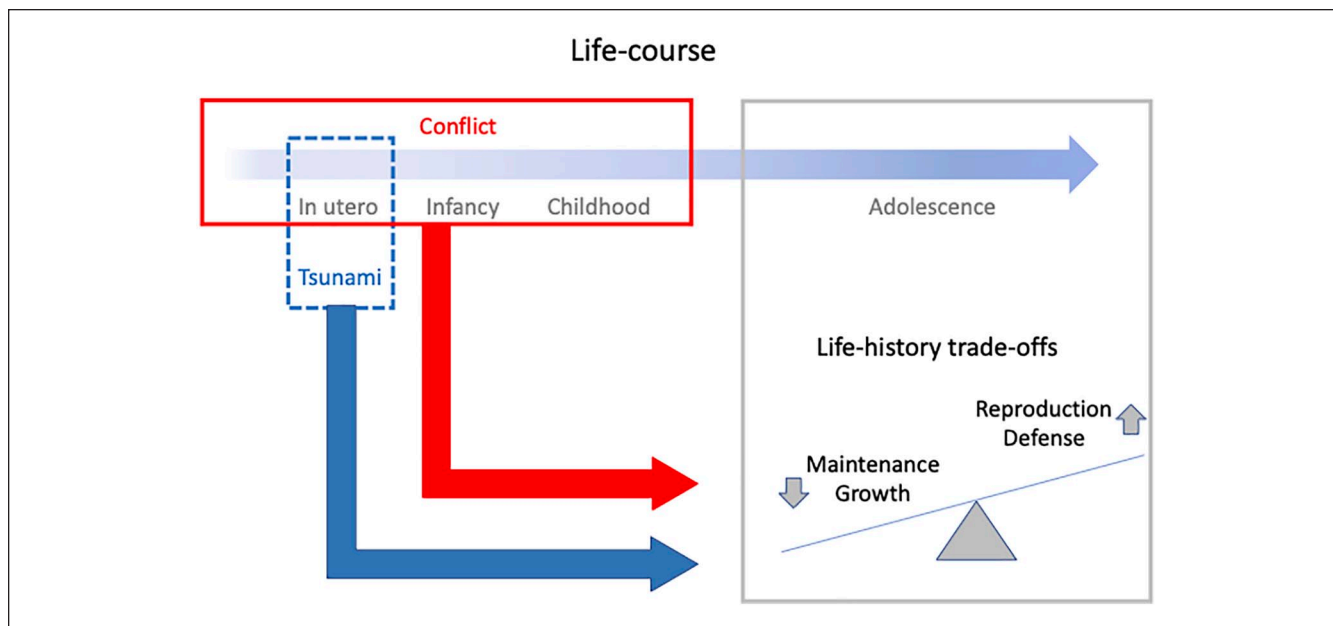 Life-course
Conflict
In utero
Infancy
Childhood
Adolescence
Tsunami
Life-history trade-offs
Reproduction
Defense
Maintenance
Growth